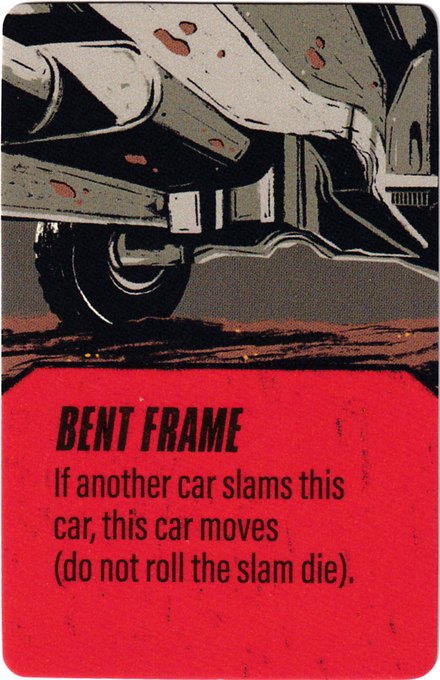 BENT FRAME
If another car slams this
car, this car moves
(do not roll the slam die).